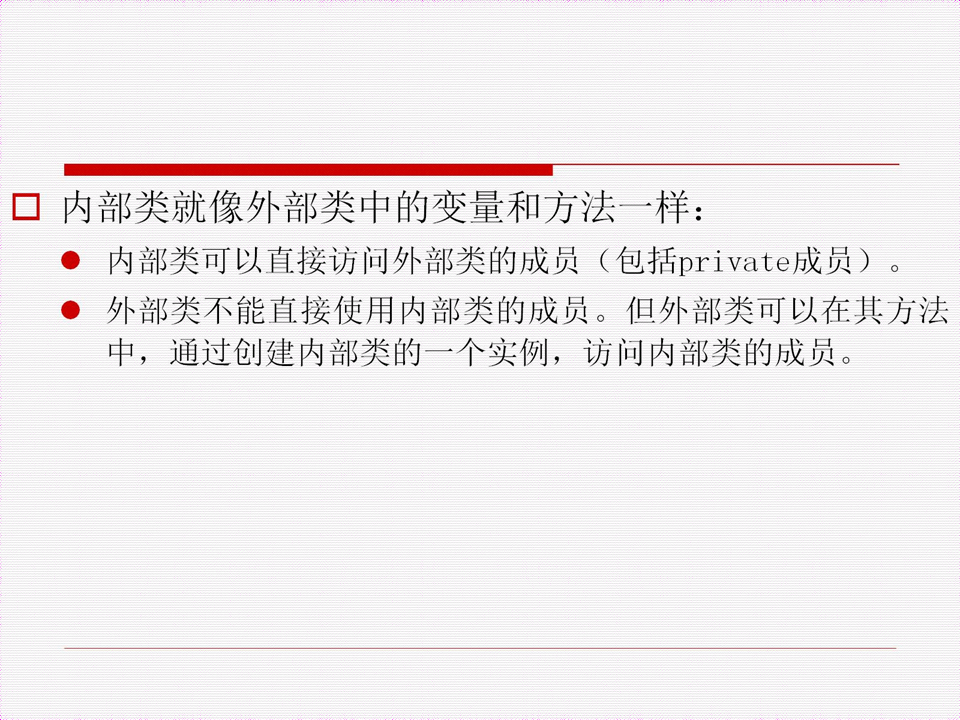 内部类就像外部类中的变量和方法一样：
内部类可以直接访问外部类的成员（包括private成员）。
外部类不能直接使用内部类的成员。但外部类可以在其方法
中，通过创建内部类的一个实例，访问内部类的成员。